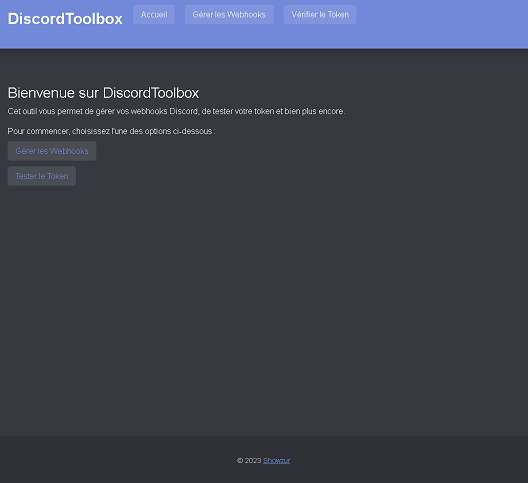 DiscordToolbox
Accueil
Gérer les Webhooks
Vérifier le Token
Bienvenue sur DiscordToolbox
Cet outil vous permet de gérer vos webhooks Discord, de tester votre token et bien plus encore.
Pour commencer, choisissez l'une des options ci-dessous :
Gérer les Webhooks
Tester le Token
© 2023 Showzur